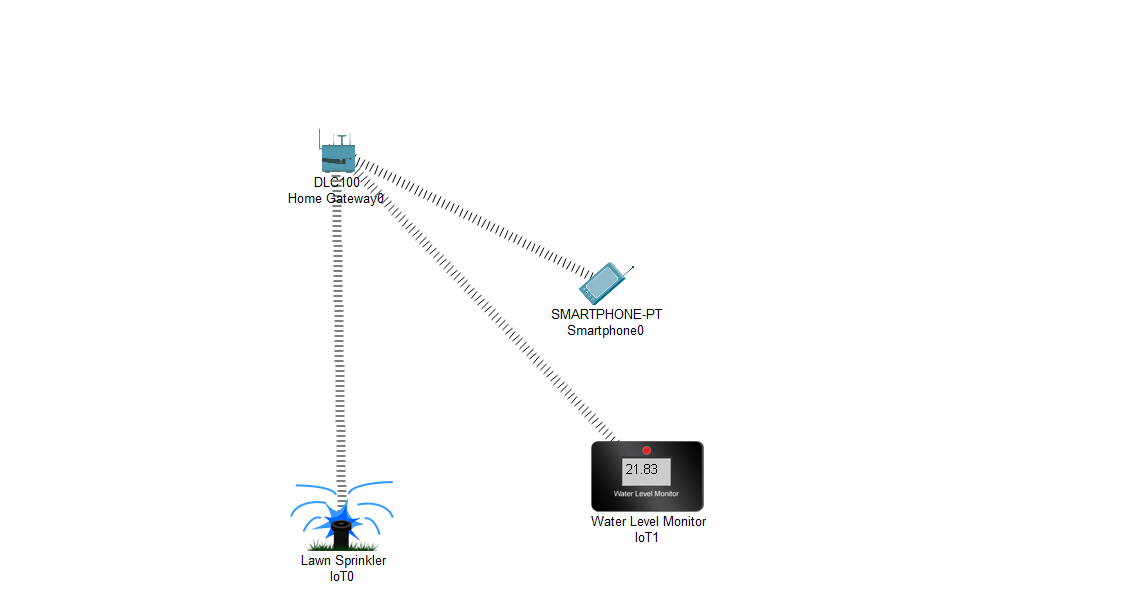 DLC100
Home Gateway0
SMARTPHONE-PT
Smartphone0
21.83
Water Level Monitor
Water Level Monitor
IoT1
Lawn Sprinkler
IoT0